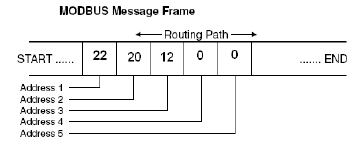 MODBUS Message Frame
Routing Path
START ...... 22 20 12 0 0 ....... END
Address 1
Address 2
Address 3
Address 4
Address 5